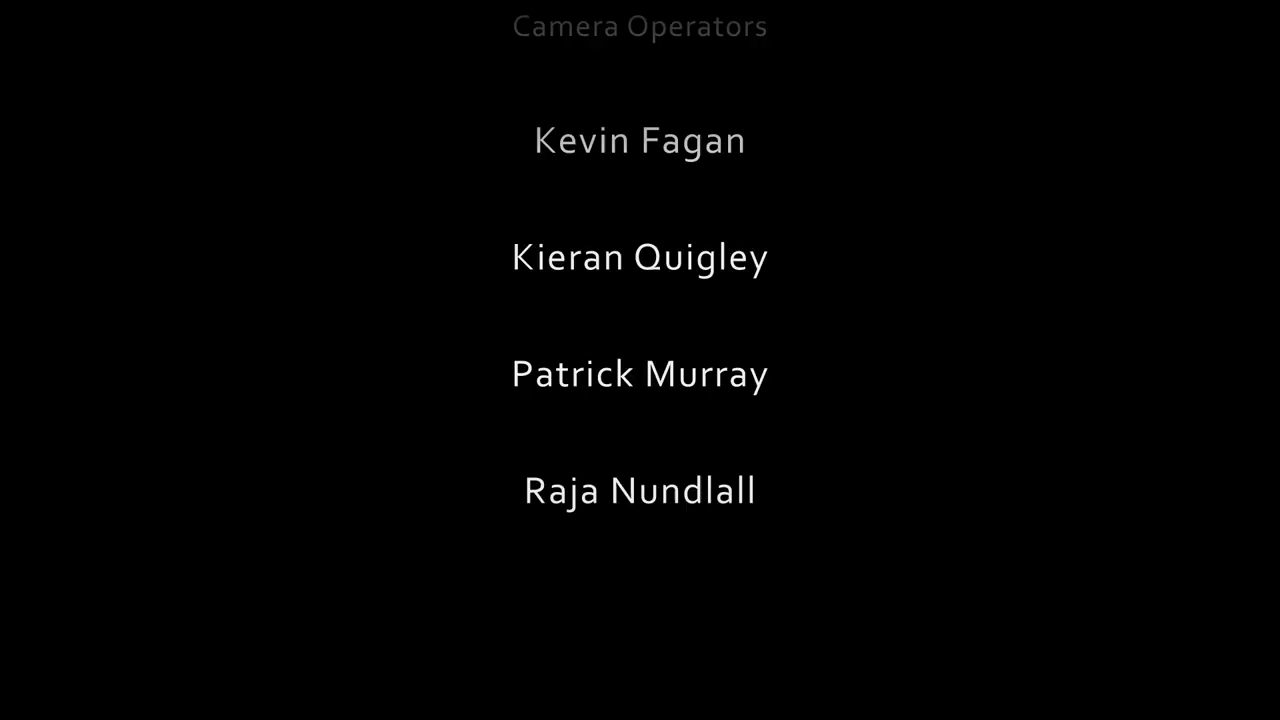 Camera Operators
Kevin Fagan
Kieran Quigley
Patrick Murray
Raja Nundlall